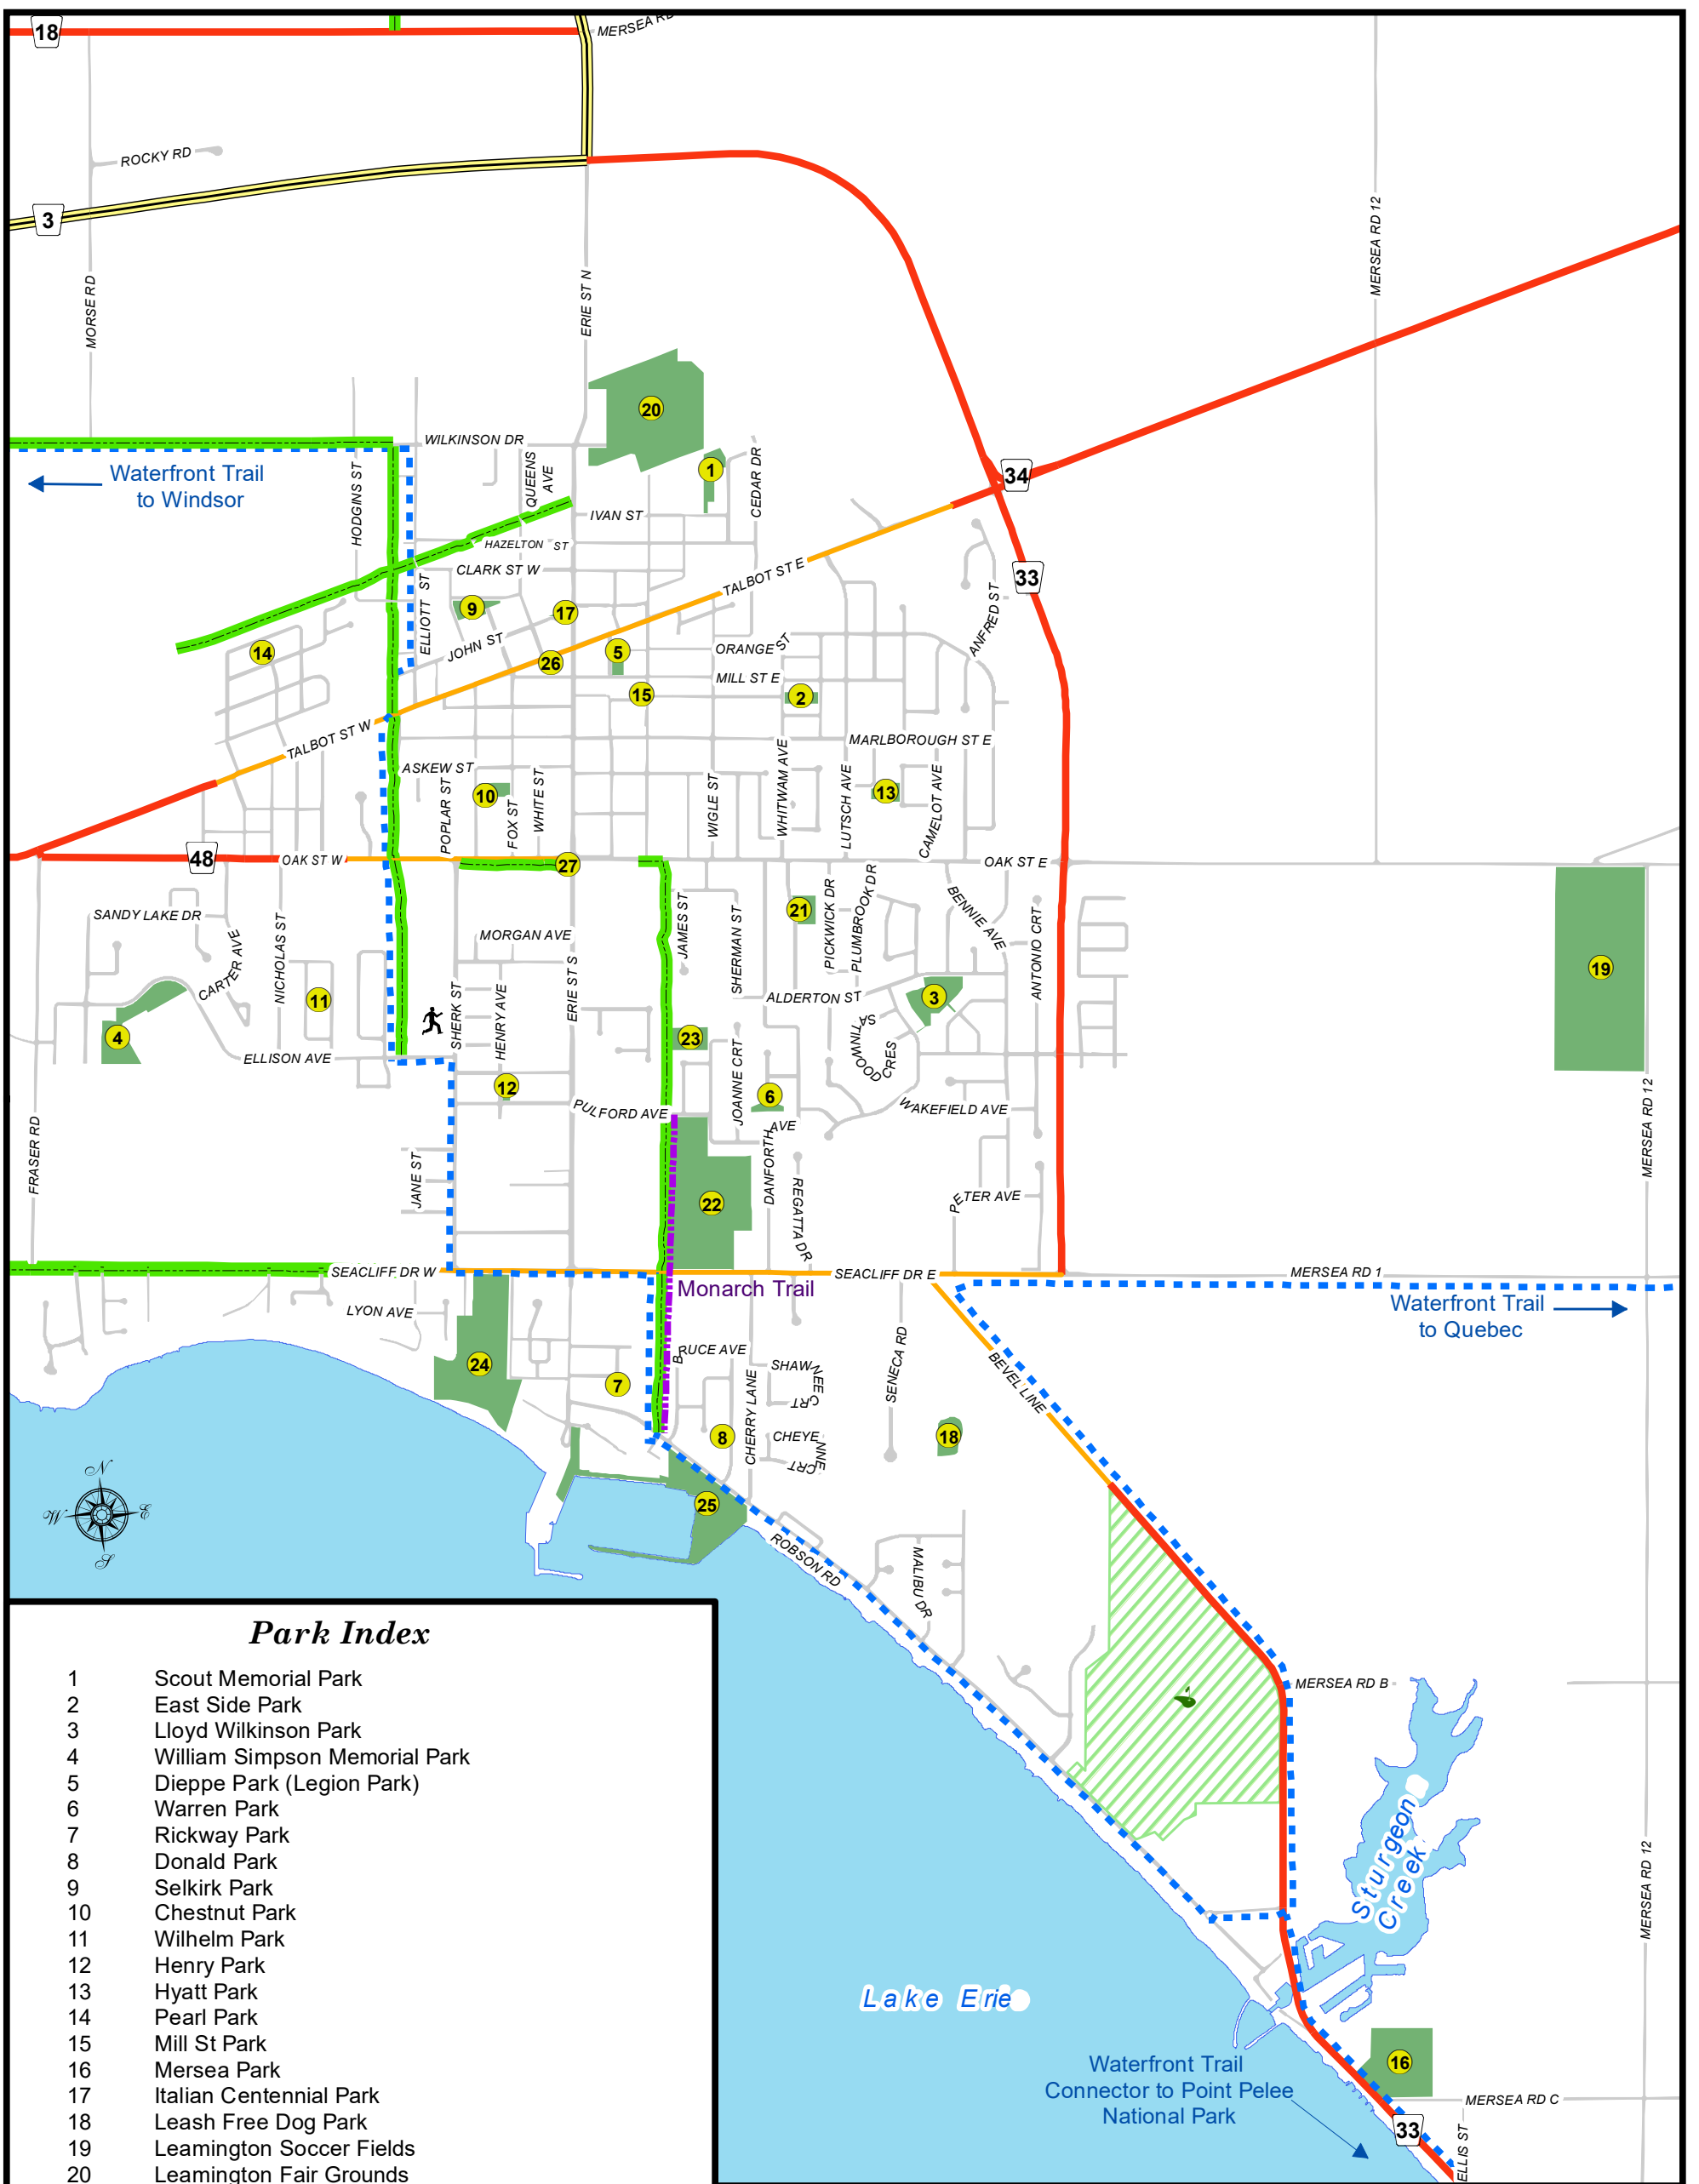 18
MERSEA RD
ROCKY RD
3
MORSE RD
ERIE ST N
MERSEA RD 12
20
WILKINSON DR
Waterfront Trail
to Windsor
HODGINS ST
QUEENS
AVE
1
CEDAR DR
34
IVAN ST
HAZELTON ST
CLARK ST W
TALBOT ST E
33
ELLIOTT ST
9
17
ANFRED ST
14
JOHN ST
26
5
ORANGE ST
MILL ST E
15
2
TALBOT ST W
MARLBOROUGH ST E
ASKEW ST
10
POPLAR ST
FOX ST
WHITE ST
WIGLE ST
WHITWAM AVE
LUTSCH AVE
13
CAMELOT AVE
48
OAK ST W
27
OAK ST E
SANDY LAKE DR
CARTER AVE
NICHOLAS ST
MORGAN AVE
JAMES ST
SHERMAN ST
21
PICKWICK DR
PLUMBROOK DR
BENNIE AVE
ANTONIO CRT
19
11
SHERK ST
HENRY AVE
ERIE ST S
ALDERTON ST
3
4
ELLISON AVE
23
JOANNE CRT
SATINWOOD
CRES
12
6
PULFORD AVE
WAKEFIELD AVE
DANFORTH
AVE
FRASER RD
JANE ST
22
REGATTA DR
PETER AVE
MERSEA RD 12
SEACLIFF DR W
SEACLIFF DR E
MERSEA RD 1
Monarch Trail
Waterfront Trail
to Quebec
LYON AVE
24
7
BRUCE AVE
SHAWNEE CRT
SENECA RD
BEVEL LINE
8
CHERRY LANE
CHEYENNE CRT
18
N
W
E
S
25
ROBSON RD
MALIBU DR
MERSEA RD B
Sturgeon
Creek
MERSEA RD 12
Lake Erie
Waterfront Trail
Connector to Point Pelee
National Park
16
MERSEA RD C
33
ELLIS ST
Park Index
1 Scout Memorial Park
2 East Side Park
3 Lloyd Wilkinson Park
4 William Simpson Memorial Park
5 Dieppe Park (Legion Park)
6 Warren Park
7 Rickway Park
8 Donald Park
9 Selkirk Park
10 Chestnut Park
11 Wilhelm Park
12 Henry Park
13 Hyatt Park
14 Pearl Park
15 Mill St Park
16 Mersea Park
17 Italian Centennial Park
18 Leash Free Dog Park
19 Leamington Soccer Fields
20 Leamington Fair Grounds